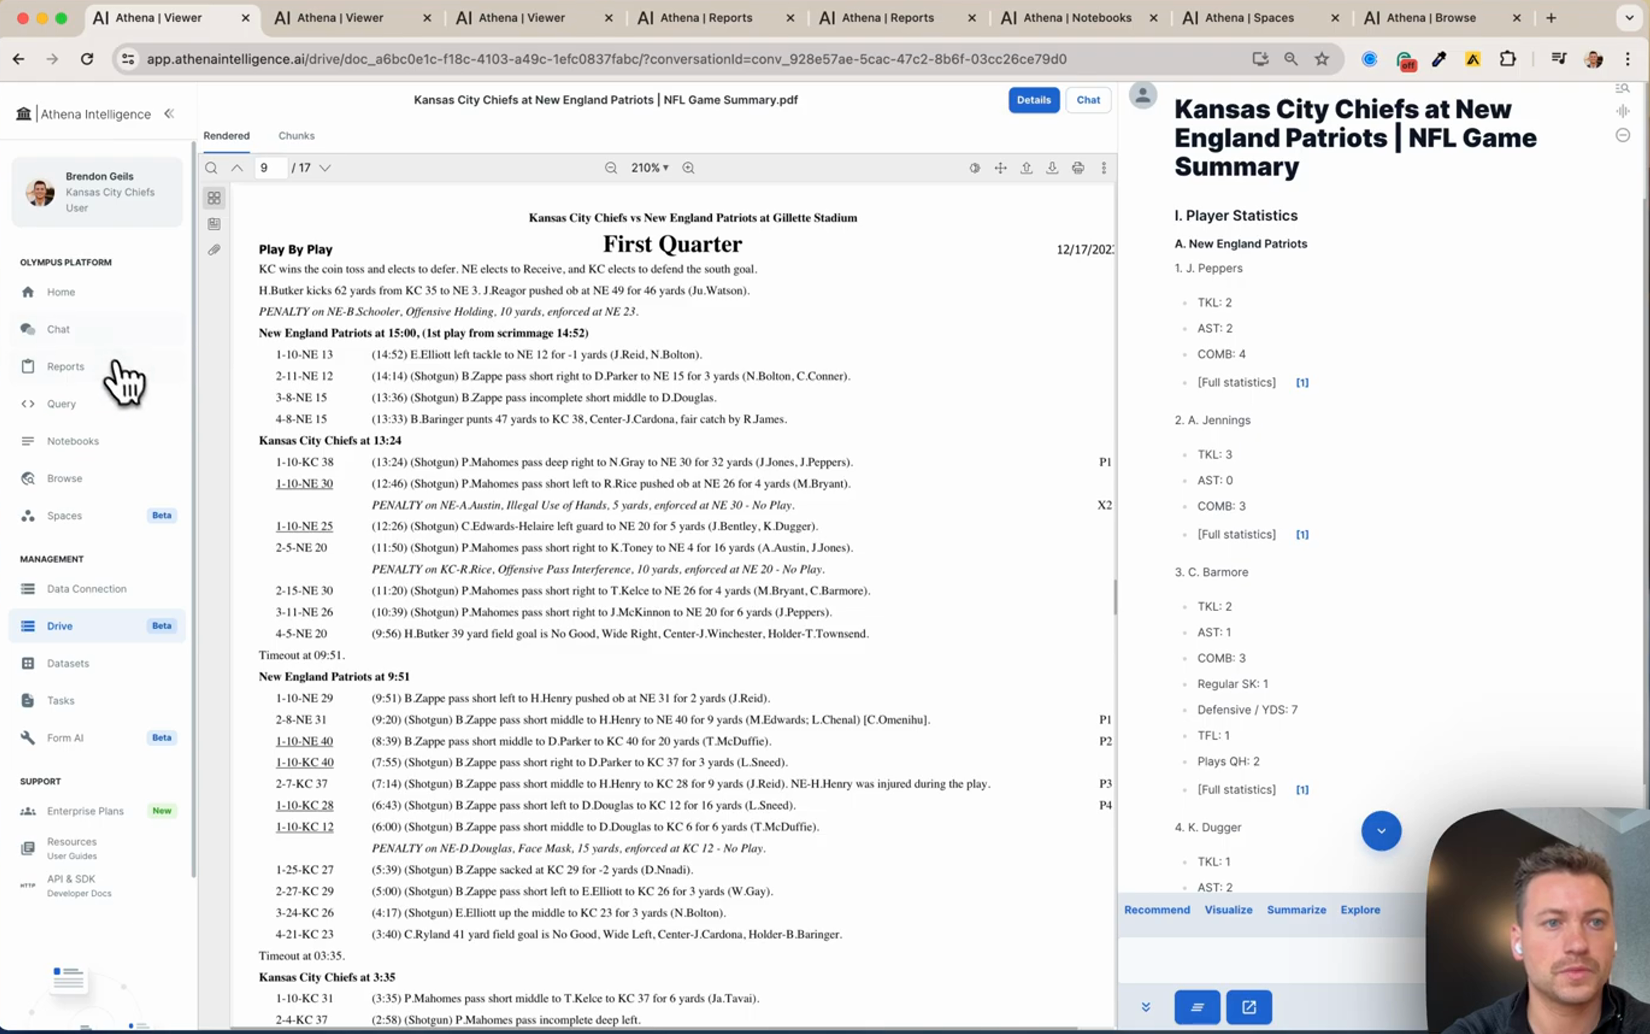 Athena | Viewer
Athena | Viewer
Athena | Viewer
Athena | Reports
Athena | Reports
Athena | Notebooks
Athena | Spaces
Athena | Browse
app.athenaintelligence.ai/drive/doc_a6bc0e1c-f18c-4103-a49c-1efc0837fabc/?conversationId=conv_928e57ae-5cac-47c2-8b6f-03cc26ce79d0
off
Athena Intelligence
Brendon Geils
Kansas City Chiefs
User
OLYMPUS PLATFORM
Home
Chat
Reports
Query
Notebooks
Browse
Spaces Beta
MANAGEMENT
Data Connection
Drive Beta
Datasets
Tasks
Form AI Beta
SUPPORT
Enterprise Plans New
Resources
User Guides
HTTP API & SDK
Developer Docs
Kansas City Chiefs at New England Patriots | NFL Game Summary.pdf
Details Chat
Rendered Chunks
9 / 17 210%
Kansas City Chiefs vs New England Patriots at Gillette Stadium
Play By Play First Quarter 12/17/202
KC wins the coin toss and elects to defer. NE elects to Receive, and KC elects to defend the south goal.
H.Butker kicks 62 yards from KC 35 to NE 3. J.Reagor pushed ob at NE 49 for 46 yards (Ju.Watson).
PENALTY on NE-B.Schooler, Offensive Holding, 10 yards, enforced at NE 23.
New England Patriots at 15:00, (1st play from scrimmage 14:52)
1-10-NE 13 (14:52) E.Elliott left tackle to NE 12 for -1 yards (J.Reid, N.Bolton).
2-11-NE 12 (14:14) (Shotgun) B.Zappe pass short right to D.Parker to NE 15 for 3 yards (N.Bolton, C.Conner).
3-8-NE 15 (13:36) (Shotgun) B.Zappe pass incomplete short middle to D.Douglas.
4-8-NE 15 (13:33) B.Baringer punts 47 yards to KC 38, Center-J.Cardona, fair catch by R.James.
Kansas City Chiefs at 13:24
1-10-KC 38 (13:24) (Shotgun) P.Mahomes pass deep right to N.Gray to NE 30 for 32 yards (J.Jones, J.Peppers). P1
1-10-NE 30 (12:46) (Shotgun) P.Mahomes pass short left to R.Rice pushed ob at NE 26 for 4 yards (M.Bryant).
PENALTY on NE-A.Austin, Illegal Use of Hands, 5 yards, enforced at NE 30 - No Play. X2
1-10-NE 25 (12:26) (Shotgun) C.Edwards-Helaire left guard to NE 20 for 5 yards (J.Bentley, K.Dugger).
2-5-NE 20 (11:50) (Shotgun) P.Mahomes pass short right to K.Toney to NE 4 for 16 yards (A.Austin, J.Jones).
PENALTY on KC-R.Rice, Offensive Pass Interference, 10 yards, enforced at NE 20 - No Play.
2-15-NE 30 (11:20) (Shotgun) P.Mahomes pass short right to T.Kelce to NE 26 for 4 yards (M.Bryant, C.Barmore).
3-11-NE 26 (10:39) (Shotgun) P.Mahomes pass short right to J.McKinnon to NE 20 for 6 yards (J.Peppers).
4-5-NE 20 (9:56) H.Butker 39 yard field goal is No Good, Wide Right, Center-J.Winchester, Holder-T.Townsend.
Timeout at 09:51.
New England Patriots at 9:51
1-10-NE 29 (9:51) B.Zappe pass short left to H.Henry pushed ob at NE 31 for 2 yards (J.Reid).
2-8-NE 31 (9:20) (Shotgun) B.Zappe pass short middle to H.Henry to NE 40 for 9 yards (M.Edwards; L.Chenal) [C.Omenihu]. P1
1-10-NE 40 (8:39) B.Zappe pass short middle to D.Parker to KC 40 for 20 yards (T.McDuffie). P2
1-10-KC 40 (7:55) (Shotgun) B.Zappe pass short right to D.Parker to KC 37 for 3 yards (L.Sneed).
2-7-KC 37 (7:14) (Shotgun) B.Zappe pass short middle to H.Henry to KC 28 for 9 yards (J.Reid). NE-H.Henry was injured during the play. P3
1-10-KC 28 (6:43) (Shotgun) B.Zappe pass short left to D.Douglas to KC 12 for 16 yards (L.Sneed). P4
1-10-KC 12 (6:00) (Shotgun) B.Zappe pass short middle to D.Douglas to KC 6 for 6 yards (T.McDuffie).
PENALTY on NE-D.Douglas, Face Mask, 15 yards, enforced at KC 12 - No Play.
1-25-KC 27 (5:39) (Shotgun) B.Zappe sacked at KC 29 for -2 yards (D.Nnadi).
2-27-KC 29 (5:00) (Shotgun) B.Zappe pass short left to E.Elliott to KC 26 for 3 yards (W.Gay).
3-24-KC 26 (4:17) (Shotgun) E.Elliott up the middle to KC 23 for 3 yards (N.Bolton).
4-21-KC 23 (3:40) C.Ryland 41 yard field goal is No Good, Wide Left, Center-J.Cardona, Holder-B.Baringer.
Timeout at 03:35.
Kansas City Chiefs at 3:35
1-10-KC 31 (3:35) P.Mahomes pass short middle to T.Kelce to KC 37 for 6 yards (Ja.Tavai).
2-4-KC 37 (2:58) (Shotgun) P.Mahomes pass incomplete deep left.
Kansas City Chiefs at New
England Patriots | NFL Game
Summary
I. Player Statistics
A. New England Patriots
1. J. Peppers
TKL: 2
AST: 2
COMB: 4
[Full statistics] [1]
2. A. Jennings
TKL: 3
AST: 0
COMB: 3
[Full statistics] [1]
3. C. Barmore
TKL: 2
AST: 1
COMB: 3
Regular SK: 1
Defensive / YDS: 7
TFL: 1
Plays QH: 2
[Full statistics] [1]
4. K. Dugger
TKL: 1
AST: 2
Recommend Visualize Summarize Explore